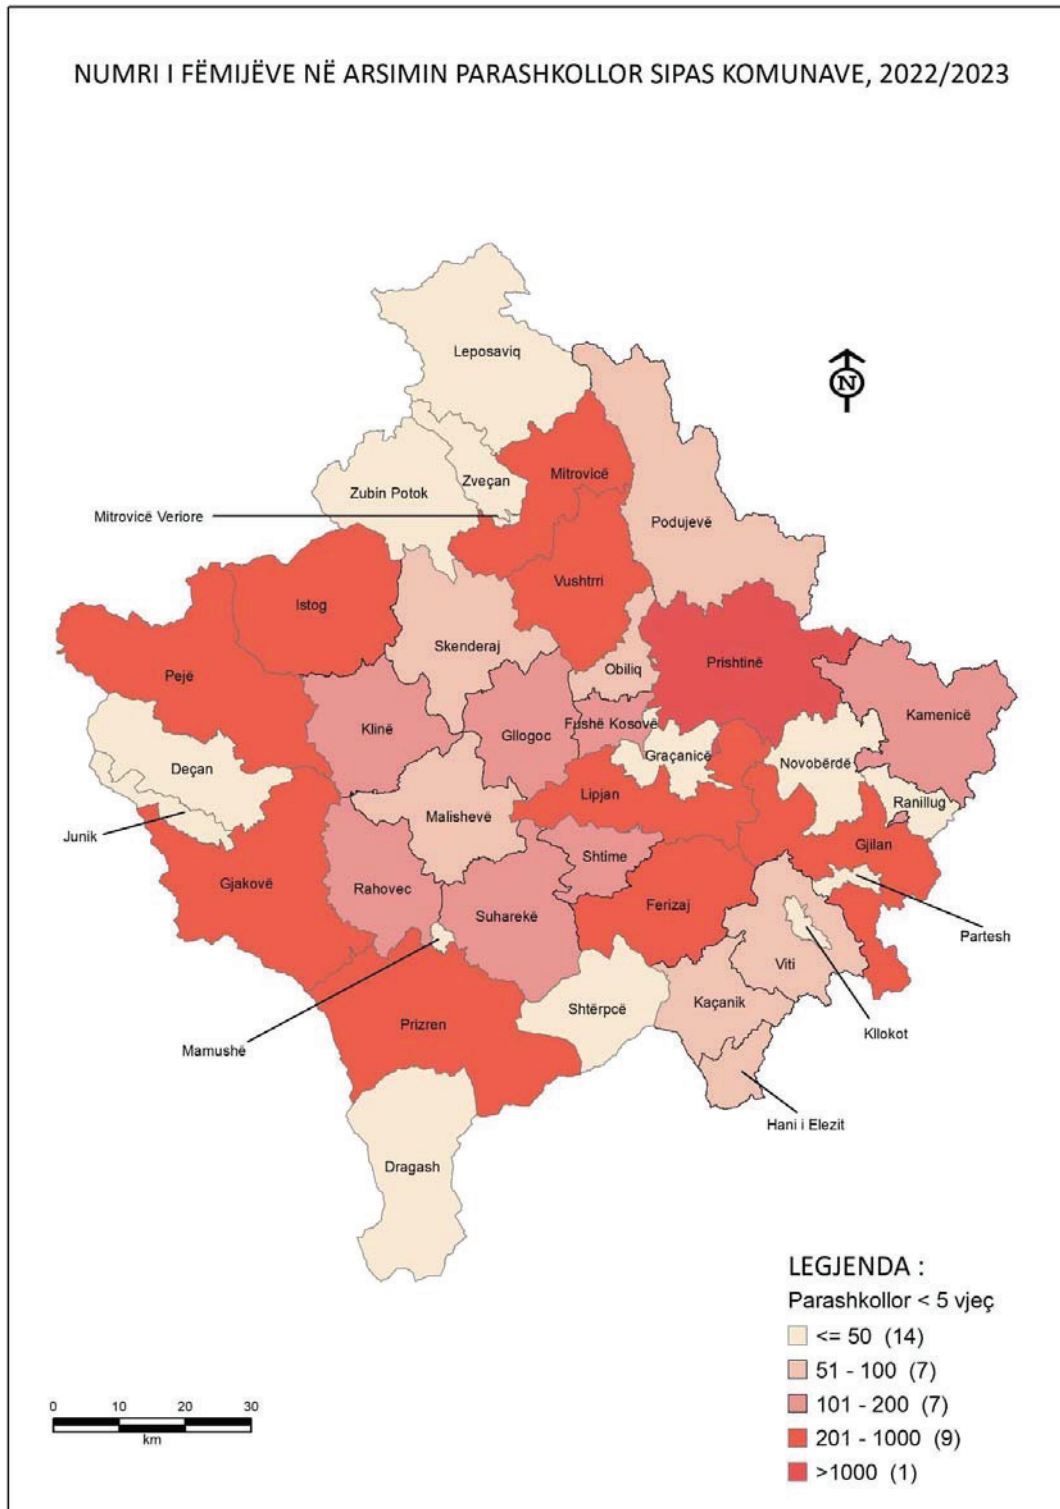 NUMRI I FËMIJËVE NË ARSIMIN PARASHKOLLOR SIPAS KOMUNAVE, 2022/2023
Leposaviq
N
Zubin Potok
Zveçan
Mitrovicë
Mitrovicë Veriore
Podujevë
Vushtrri
Istog
Skenderaj
Prishtinë
Obiliq
Pejë
Kamenicë
Klinë
Fushë Kosovë
Gllogoc
Graçanicë
Novobërdë
Deçan
Lipjan
Ranillug
Malishevë
Junik
Gjilan
Shtime
Gjakovë
Rahovec
Ferizaj
Suharekë
Partesh
Viti
Shtërpcë
Kaçanik
Prizren
Kllokot
Mamushë
Hani i Elezit
Dragash
LEGJENDA :
Parashkollor < 5 vjeç
<= 50 (14)
51 - 100 (7)
101 - 200 (7)
201 - 1000 (9)
>1000 (1)
0 10 20 30
km